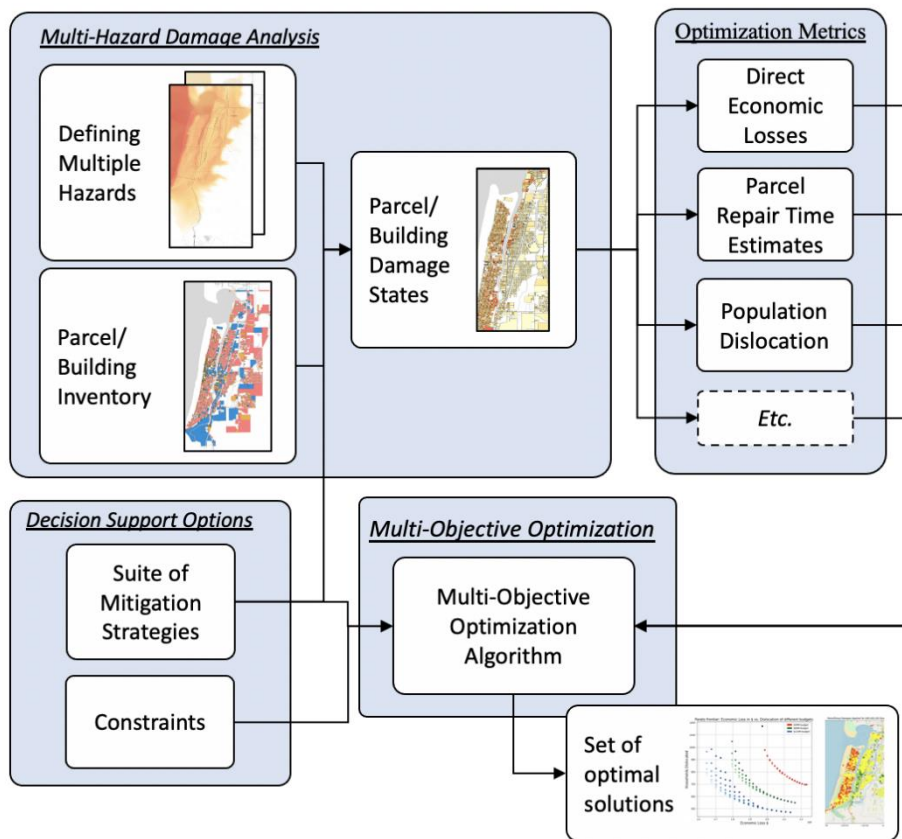 Multi-Hazard Damage Analysis
Defining
Multiple
Hazards
Parcel/
Building
Inventory
Parcel/
Building
Damage
States
Optimization Metrics
Direct
Economic
Losses
Parcel
Repair Time
Estimates
Population
Dislocation
Etc.
Decision Support Options
Suite of
Mitigation
Strategies
Constraints
Multi-Objective Optimization
Multi-Objective
Optimization
Algorithm
Set of
optimal
solutions
Economic Loss